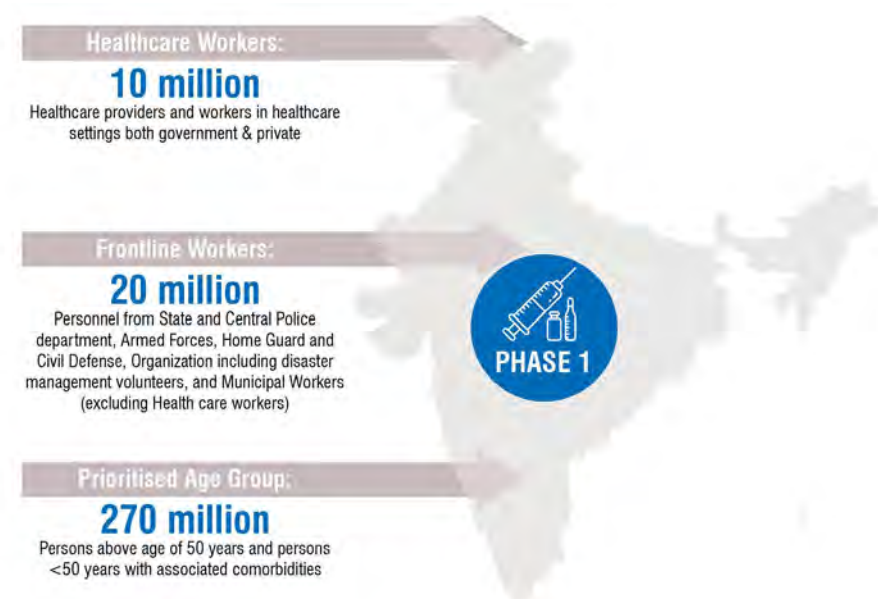 Healthcare Workers:
10 million
Healthcare providers and workers in healthcare
settings both government & private
Frontline Workers:
20 million
Personnel from State and Central Police
department, Armed Forces, Home Guard and
Civil Defense, Organization including disaster
management volunteers, and Municipal Workers
(excluding Health care workers)
PHASE 1
Prioritised Age Group:
270 million
Persons above age of 50 years and persons
<50 years with associated comorbidities